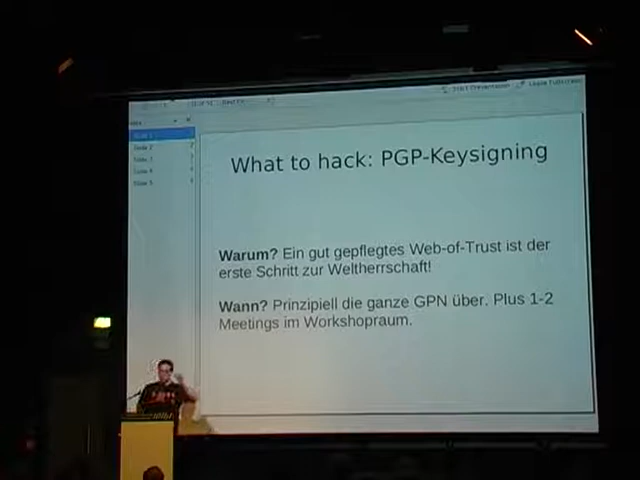 What to hack: PGP-Keysigning
Warum? Ein gut gepflegtes Web-of-Trust ist der
erste Schritt zur Weltherrschaft!
Wann? Prinzipiell die ganze GPN über. Plus 1-2
Meetings im Workshopraum.